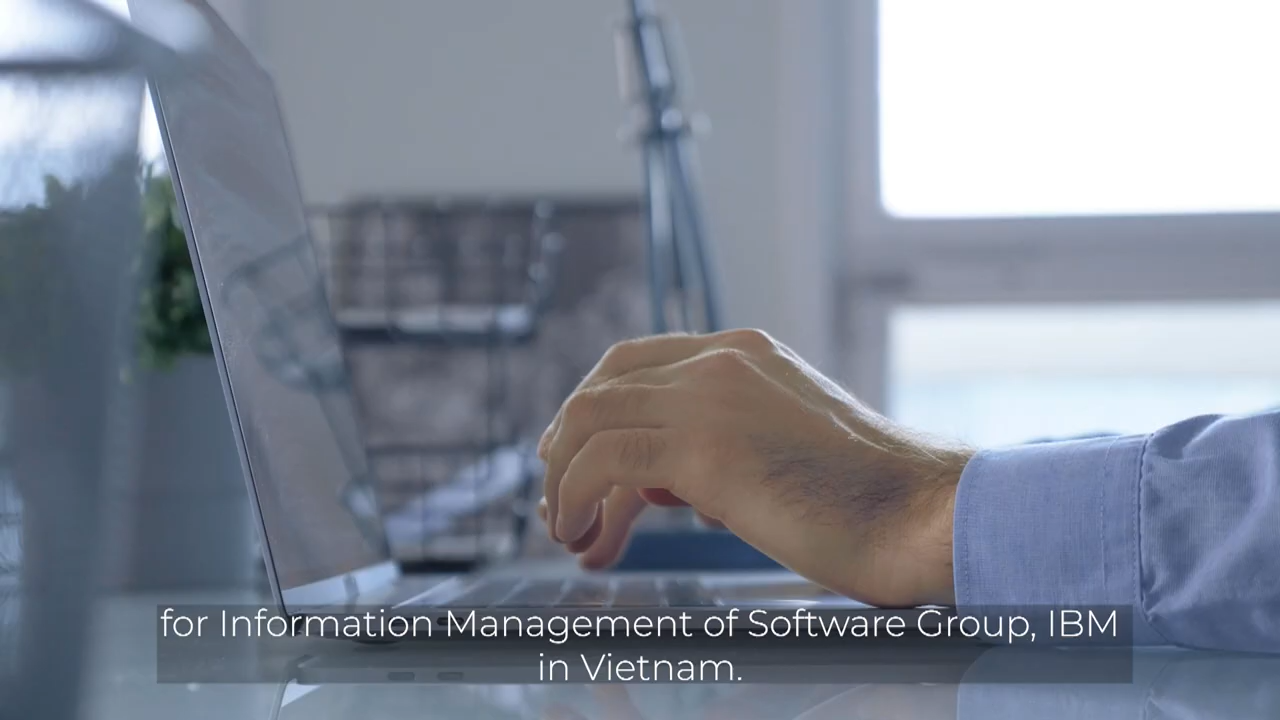 for Information Management of Software Group, IBM
in Vietnam.